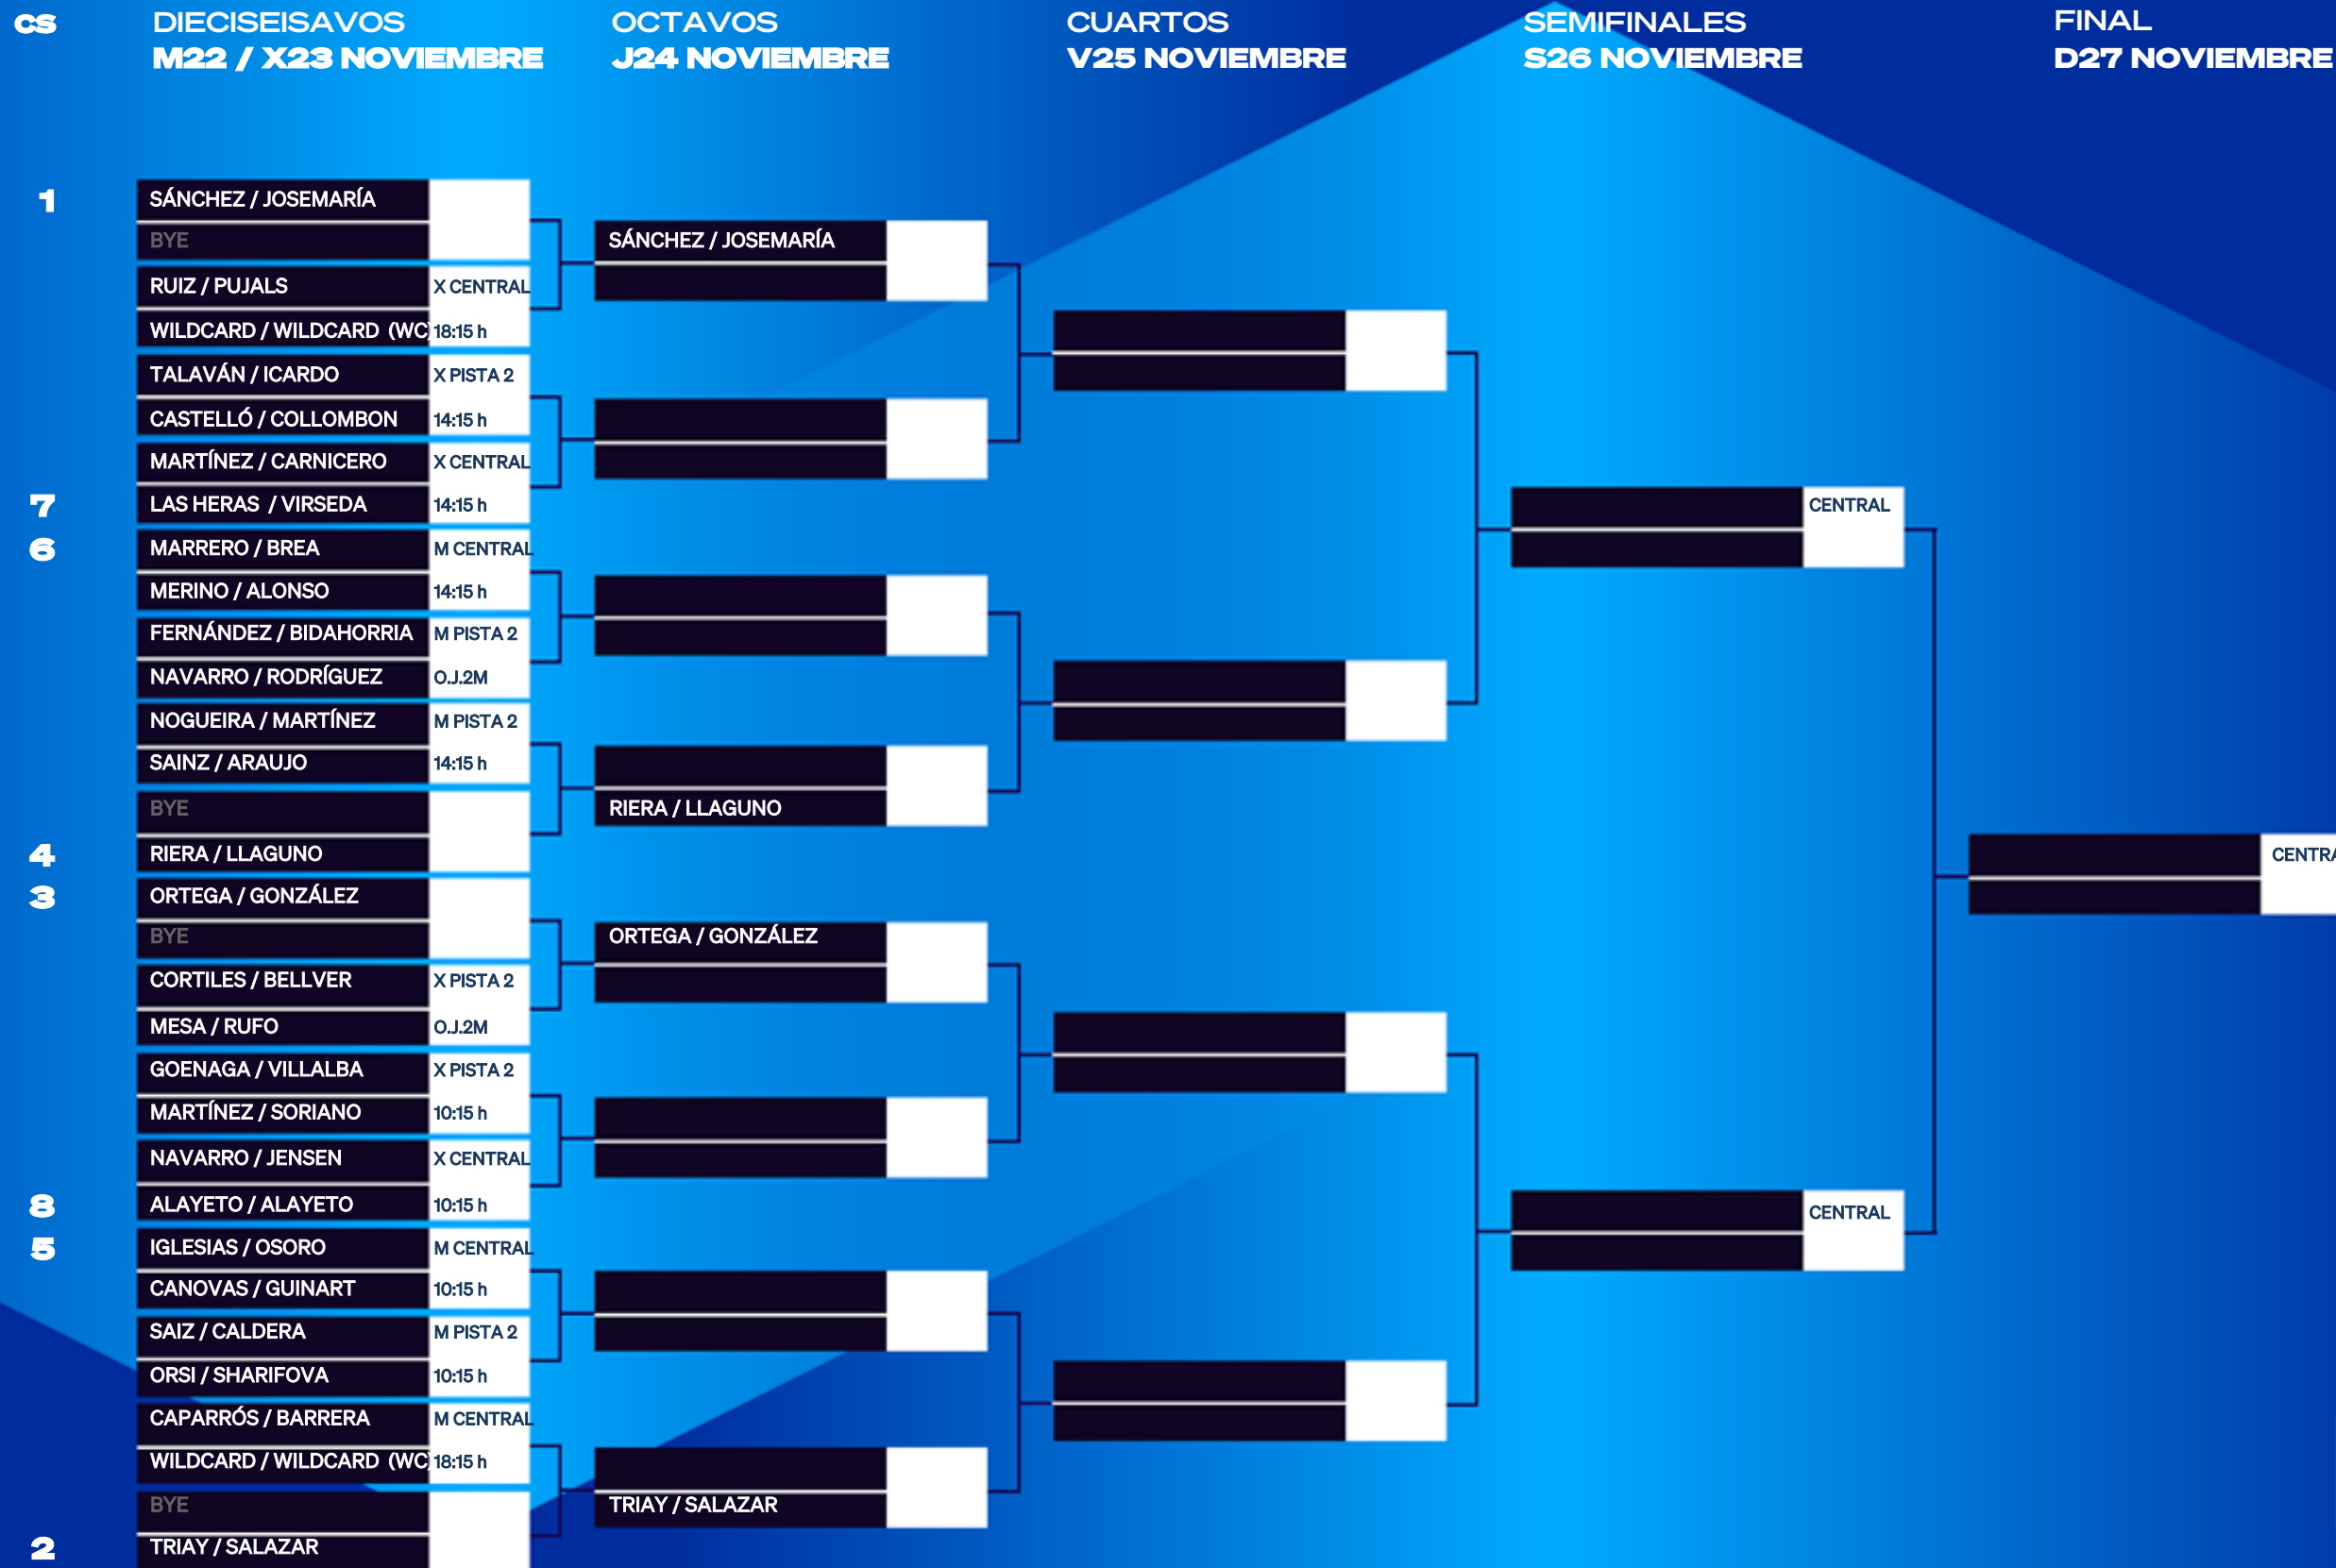 CS
DIECISEISAVOS
M22 / X23 NOVIEMBRE
OCTAVOS
J24 NOVIEMBRE
CUARTOS
V25 NOVIEMBRE
SEMIFINALES
S26 NOVIEMBRE
FINAL
D27 NOVIEMBRE
1
SÁNCHEZ / JOSEMARÍA
BYE
RUIZ / PUJALS X CENTRAL
WILDCARD / WILDCARD (WC) 18:15 h
TALAVÁN / ICARDO X PISTA 2
CASTELLÓ / COLLOMBON 14:15 h
MARTÍNEZ / CARNICERO X CENTRAL
7 LAS HERAS / VIRSEDA 14:15 h
6 MARRERO / BREA M CENTRAL
MERINO / ALONSO 14:15 h
FERNÁNDEZ / BIDAHORRIA M PISTA 2
NAVARRO / RODRÍGUEZ O.J.2M
NOGUEIRA / MARTÍNEZ M PISTA 2
SAINZ / ARAUJO 14:15 h
BYE
4 RIERA / LLAGUNO
3 ORTEGA / GONZÁLEZ
BYE
CORTILES / BELLVER X PISTA 2
MESA / RUFO O.J.2M
GOENAGA / VILLALBA X PISTA 2
MARTÍNEZ / SORIANO 10:15 h
NAVARRO / JENSEN X CENTRAL
8 ALAYETO / ALAYETO 10:15 h
5 IGLESIAS / OSORO M CENTRAL
CANOVAS / GUINART 10:15 h
SAIZ / CALDERA M PISTA 2
ORSI / SHARIFOVA 10:15 h
CAPARRÓS / BARRERA M CENTRAL
WILDCARD / WILDCARD (WC) 18:15 h
BYE
2 TRIAY / SALAZAR
SÁNCHEZ / JOSEMARÍA
RIERA / LLAGUNO
ORTEGA / GONZÁLEZ
TRIAY / SALAZAR
CENTRAL
CENTRAL